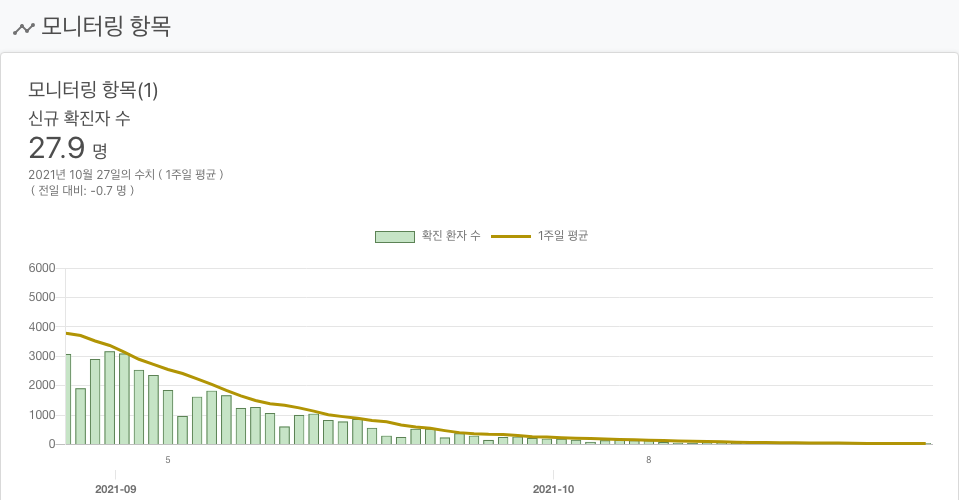 모니터링 항목
모니터링 항목(1)
신규 확진자 수
27.9 명
2021년 10월 27일의 수치 ( 1주일 평균 )
( 전일 대비: -0.7 명 )
확진 환자 수 1주일 평균
6000
5000
4000
3000
2000
1000
0
5 8
2021-09 2021-10